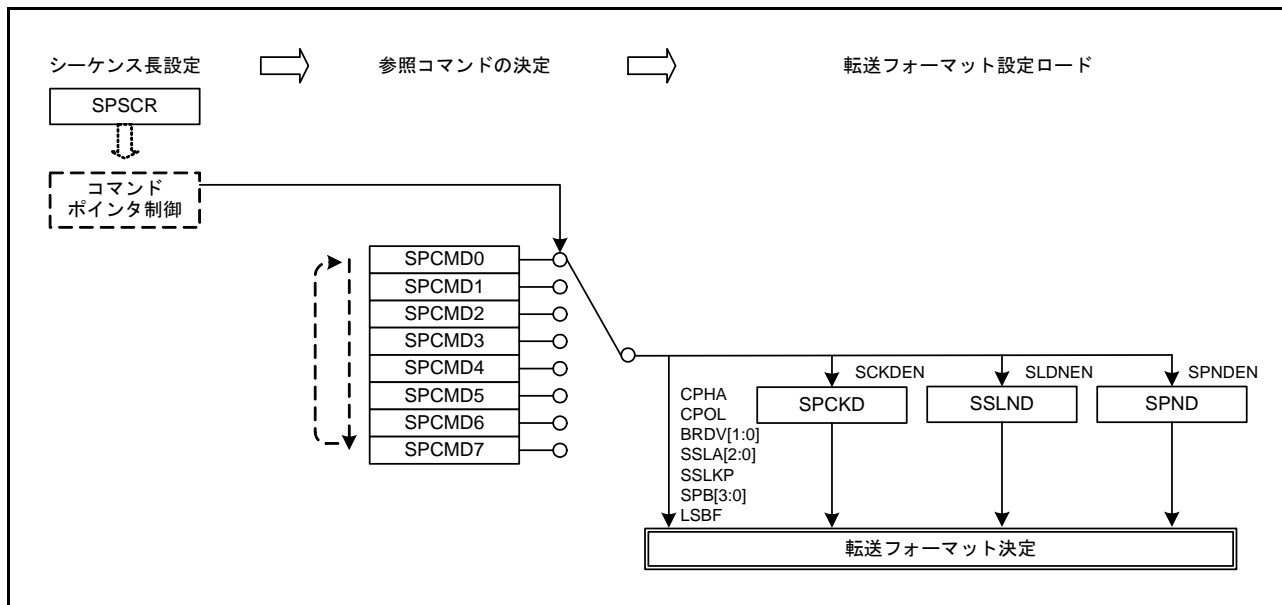 シーケンス長設定
参照コマンドの決定
転送フォーマット設定ロード
SPSCR
コマンド
ポインタ制御
SPCMD0
SPCMD1
SPCMD2
SPCMD3
SPCMD4
SPCMD5
SPCMD6
SPCMD7
CPHA
CPOL
BRDV[1:0]
SSLA[2:0]
SSLKP
SPB[3:0]
LSBF
SCKDEN
SPCKD
SLDNEN
SSLND
SPNDEN
SPND
転送フォーマット決定